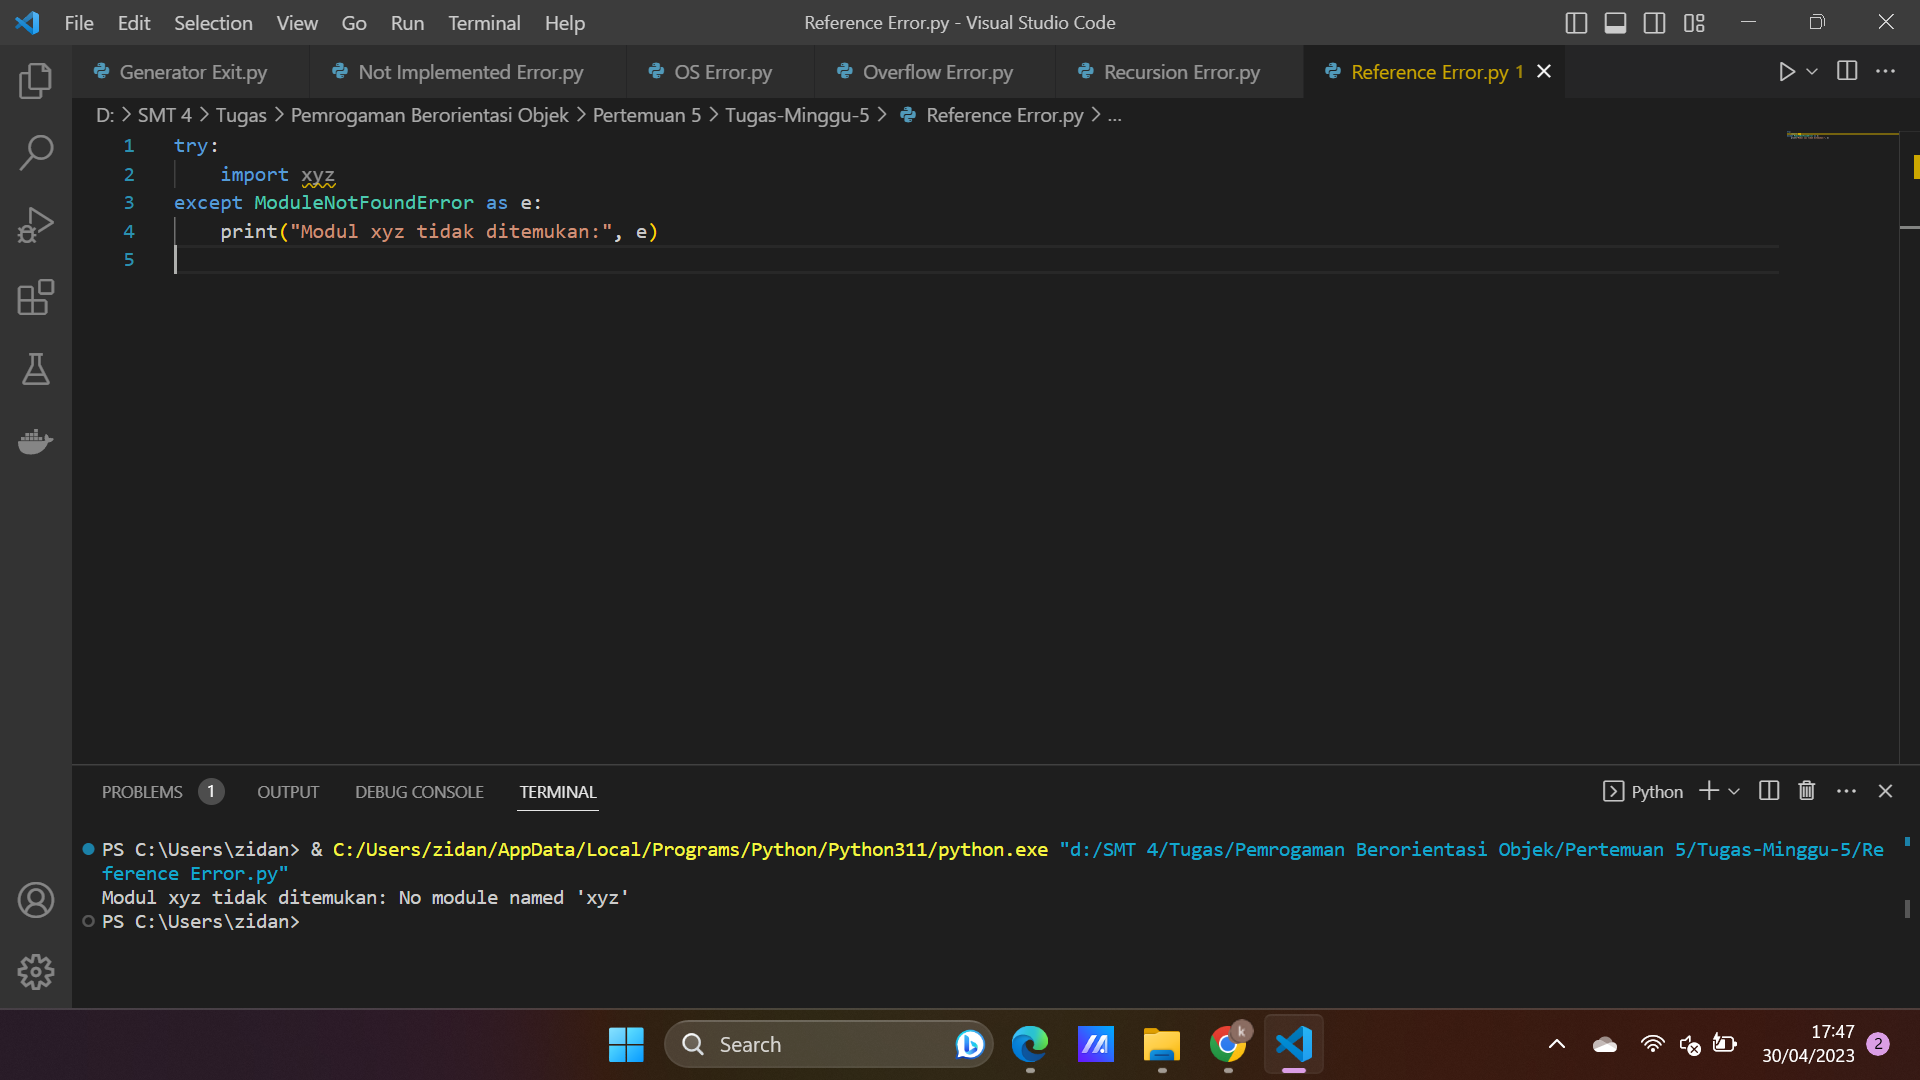 File Edit Selection View Go Run Terminal Help
Reference Error.py - Visual Studio Code
Generator Exit.py
Not Implemented Error.py
OS Error.py
Overflow Error.py
Recursion Error.py
Reference Error.py 1
D: > SMT 4 > Tugas > Pemrogaman Berorientasi Objek > Pertemuan 5 > Tugas-Minggu-5 > Reference Error.py > ...
1 try:
2     import xyz
3 except ModuleNotFoundError as e:
4     print("Modul xyz tidak ditemukan:", e)
5
PROBLEMS 1 OUTPUT DEBUG CONSOLE TERMINAL
Python
PS C:\Users\zidan> & C:/Users/zidan/AppData/Local/Programs/Python/Python311/python.exe "d:/SMT 4/Tugas/Pemrogaman Berorientasi Objek/Pertemuan 5/Tugas-Minggu-5/Re
ference Error.py"
Modul xyz tidak ditemukan: No module named 'xyz'
PS C:\Users\zidan>
Search
k
17:47
30/04/2023
2